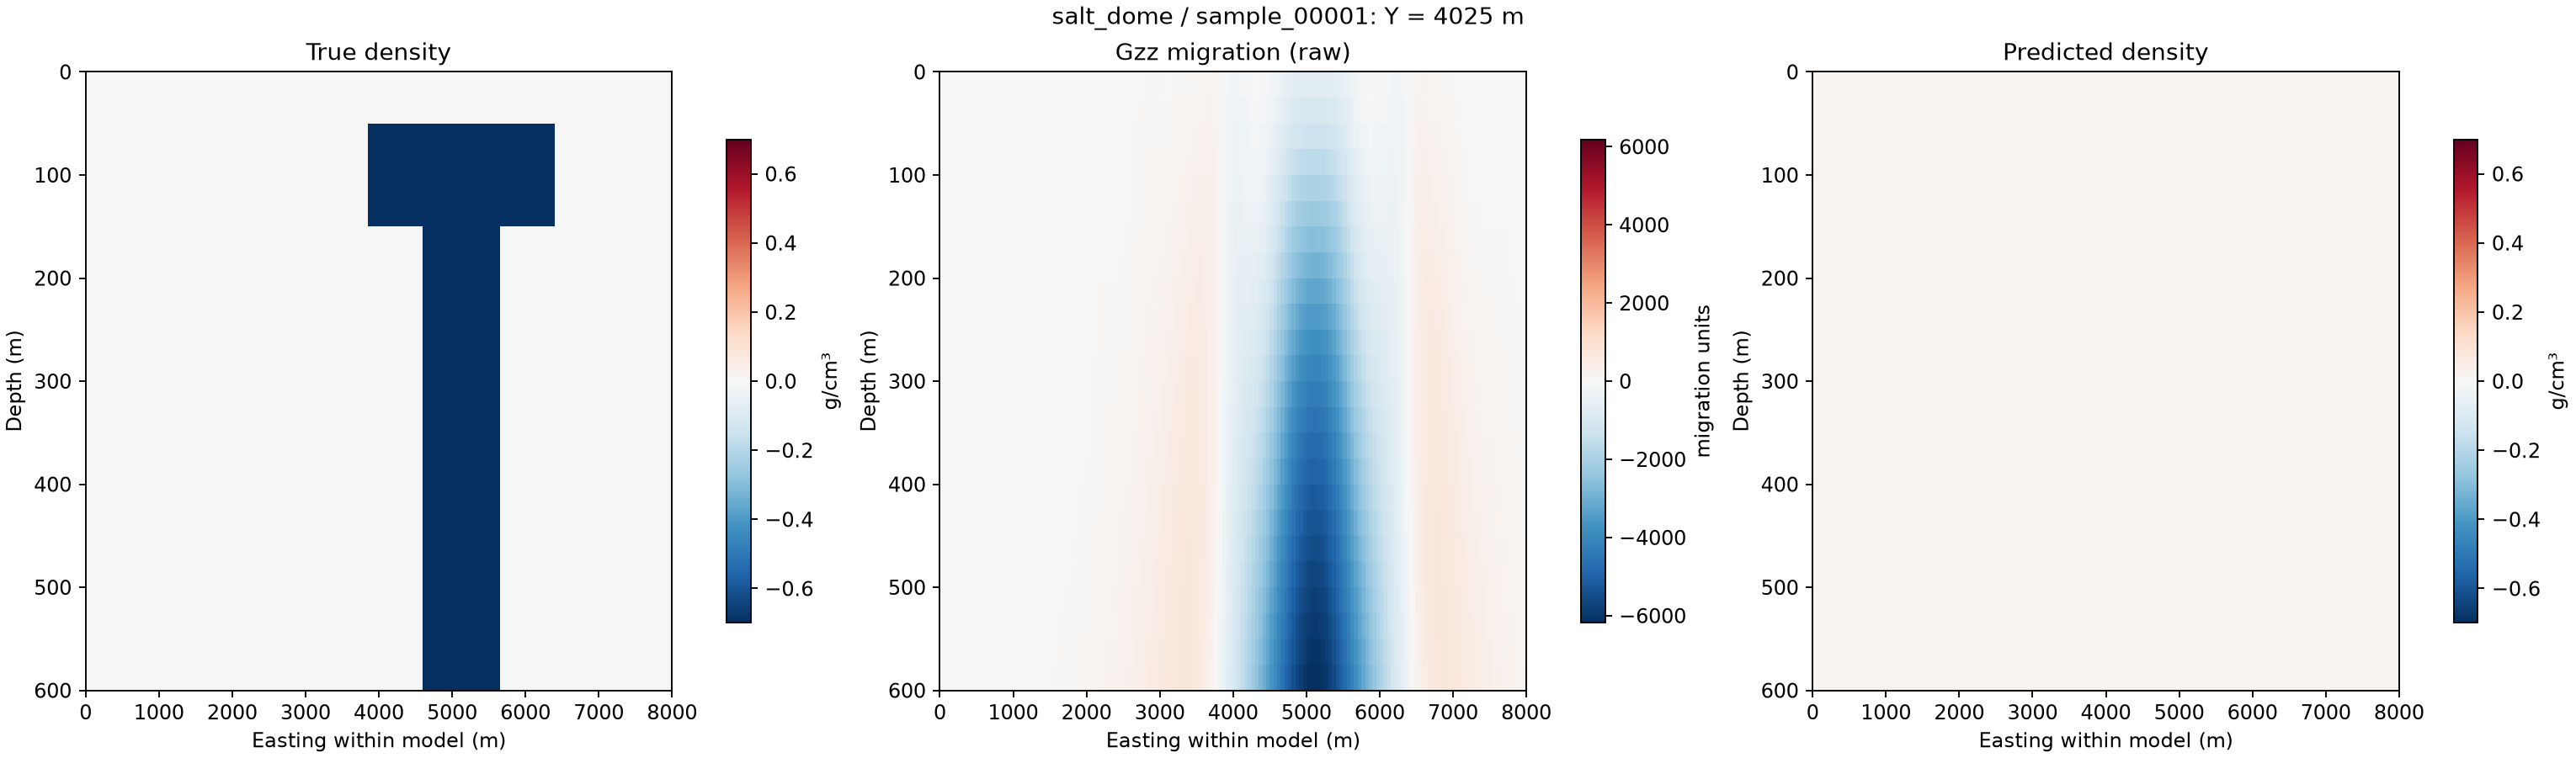 salt_dome / sample_00001: Y = 4025 m
True density
0
100
200
300
400
500
600
Depth (m)
0 1000 2000 3000 4000 5000 6000 7000 8000
Easting within model (m)
0.6
0.4
0.2
0.0
−0.2
−0.4
−0.6
g/cm³
Gzz migration (raw)
0
100
200
300
400
500
600
Depth (m)
0 1000 2000 3000 4000 5000 6000 7000 8000
Easting within model (m)
6000
4000
2000
0
−2000
−4000
−6000
migration units
Predicted density
0
100
200
300
400
500
600
Depth (m)
0 1000 2000 3000 4000 5000 6000 7000 8000
Easting within model (m)
0.6
0.4
0.2
0.0
−0.2
−0.4
−0.6
g/cm³